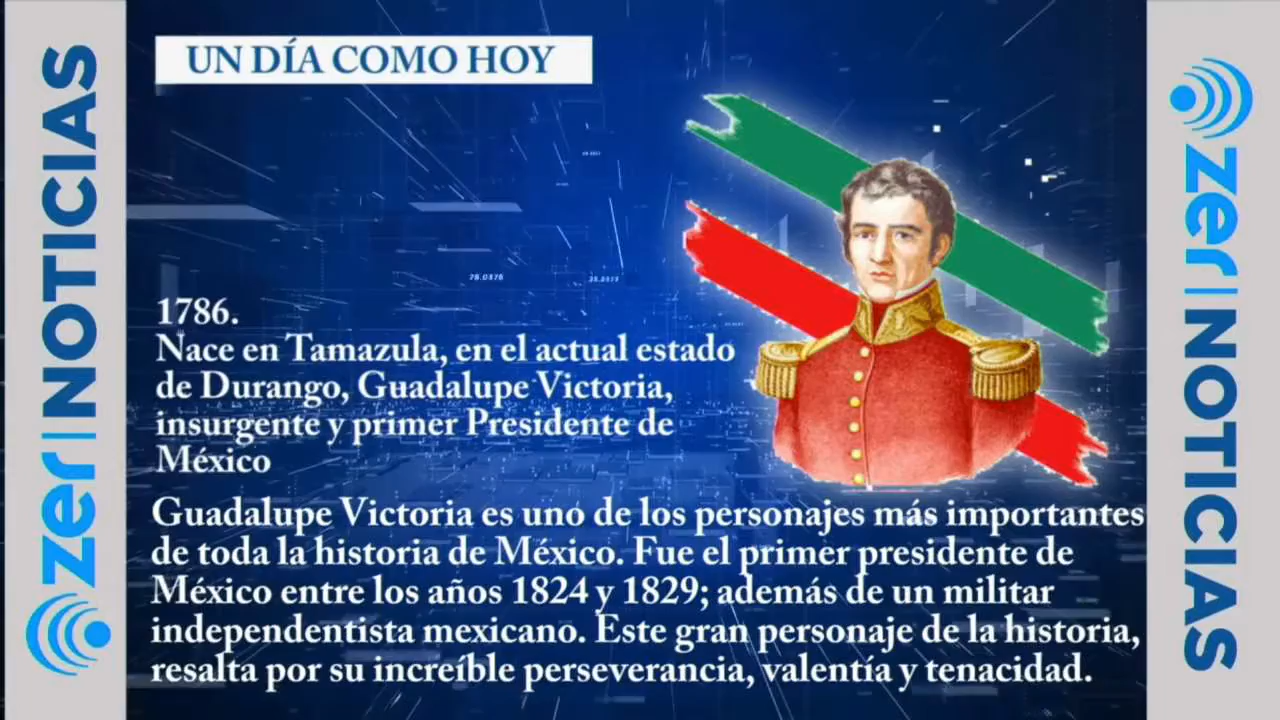 UN DÍA COMO HOY
zer | NOTICIAS
76.0876
1786.
Nace en Tamazula, en el actual estado
de Durango, Guadalupe Victoria,
insurgente y primer Presidente de
México
Guadalupe Victoria es uno de los personajes más importantes
de toda la historia de México. Fue el primer presidente de
México entre los años 1824 y 1829; además de un militar
independentista mexicano. Este gran personaje de la historia,
resalta por su increíble perseverancia, valentía y tenacidad.
zer | NOTICIAS